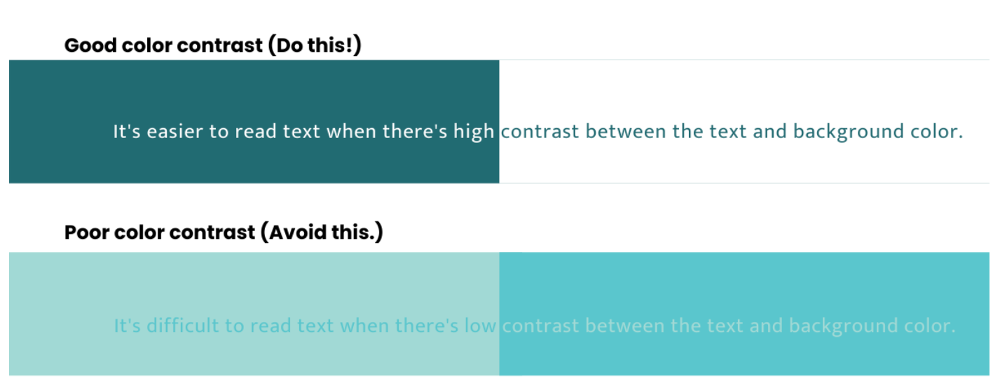 Good color contrast (Do this!)
It's easier to read text when there's high contrast between the text and background color.
Poor color contrast (Avoid this.)
It's difficult to read text when there's low contrast between the text and background color.